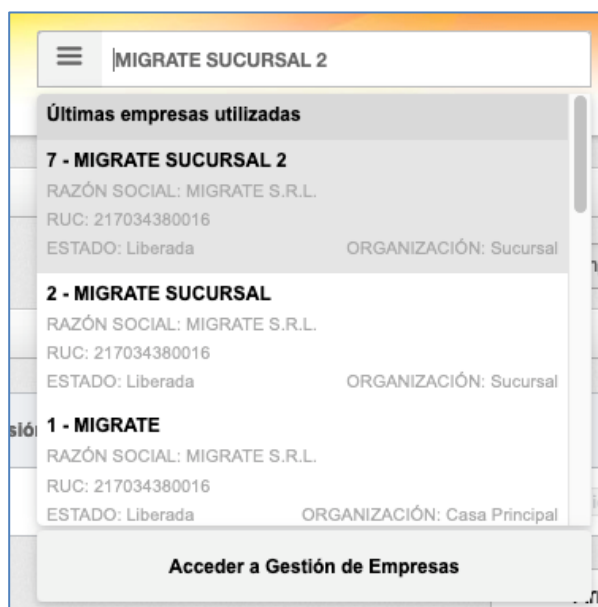 MIGRATE SUCURSAL 2
Últimas empresas utilizadas
7 - MIGRATE SUCURSAL 2
RAZÓN SOCIAL: MIGRATE S.R.L.
RUC: 217034380016
ESTADO: Liberada ORGANIZACIÓN: Sucursal
2 - MIGRATE SUCURSAL
RAZÓN SOCIAL: MIGRATE S.R.L.
RUC: 217034380016
ESTADO: Liberada ORGANIZACIÓN: Sucursal
1 - MIGRATE
RAZÓN SOCIAL: MIGRATE S.R.L.
RUC: 217034380016
ESTADO: Liberada ORGANIZACIÓN: Casa Principal
Acceder a Gestión de Empresas